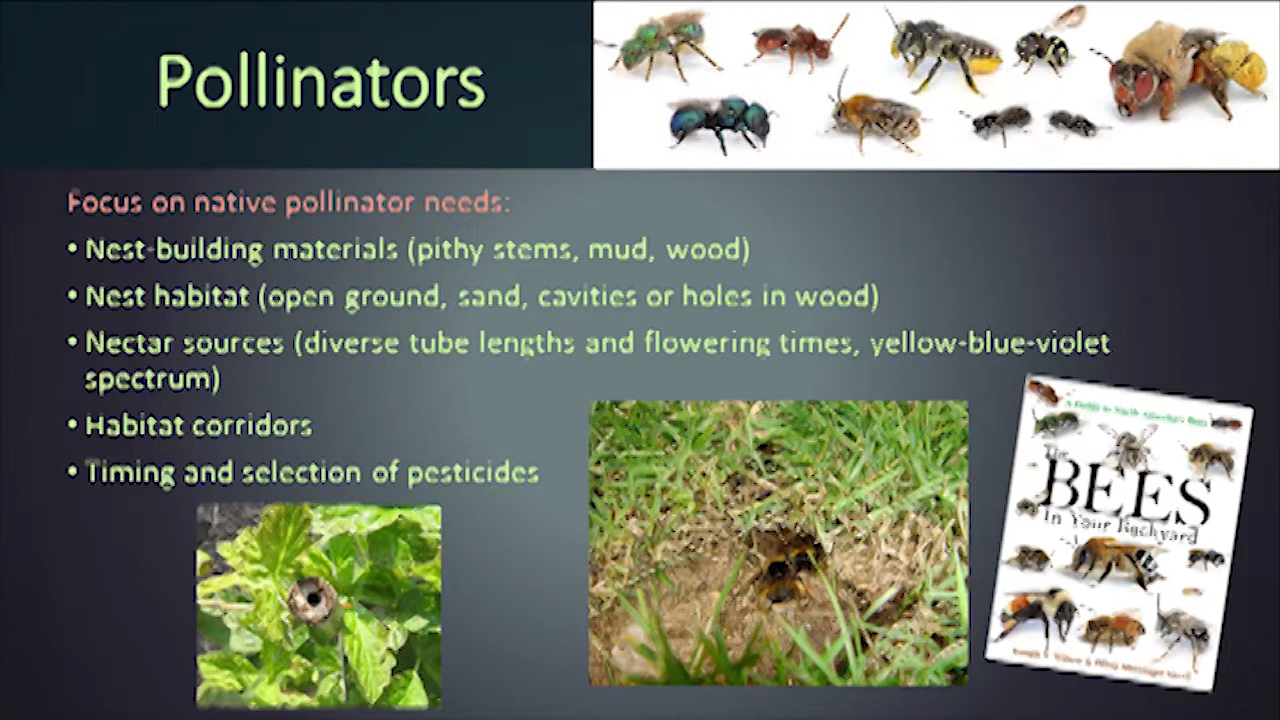 Pollinators
Focus on native pollinator needs:
• Nest-building materials (pithy stems, mud, wood)
• Nest habitat (open ground, sand, cavities or holes in wood)
• Nectar sources (diverse tube lengths and flowering times, yellow-blue-violet
spectrum)
• Habitat corridors
• Timing and selection of pesticides
The
BEES
In Your Backyard